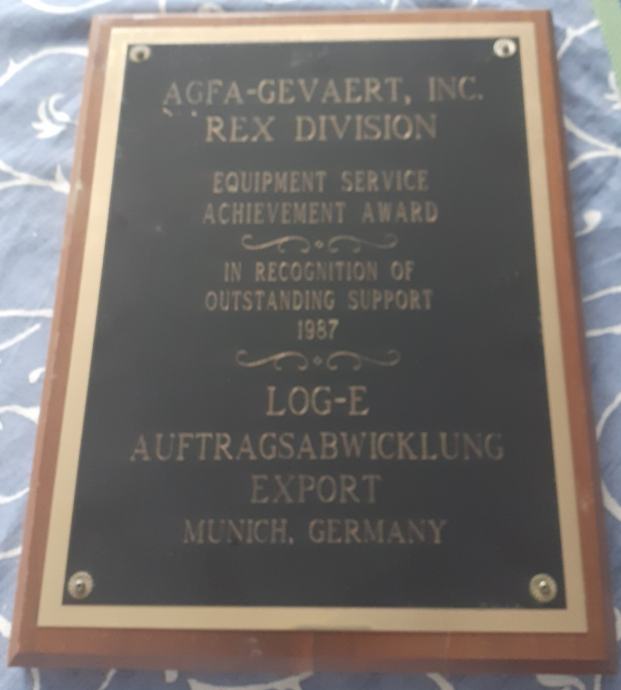 AGFA-GEVAERT, INC.
REX DIVISION
EQUIPMENT SERVICE
ACHIEVEMENT AWARD
IN RECOGNITION OF
OUTSTANDING SUPPORT
1987
LOG-E
AUFTRAGSABWICKLUNG
EXPORT
MUNICH, GERMANY